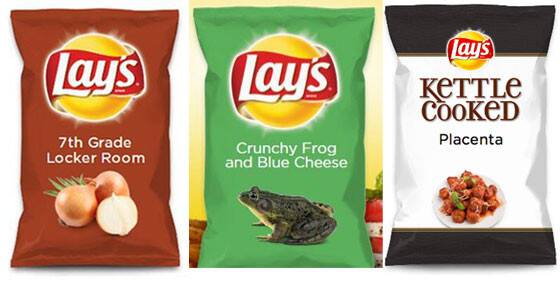 Lay's
7th Grade
Locker Room
Lay's
Crunchy Frog
and Blue Cheese
Lay's
KETTLE
COOKED
Placenta